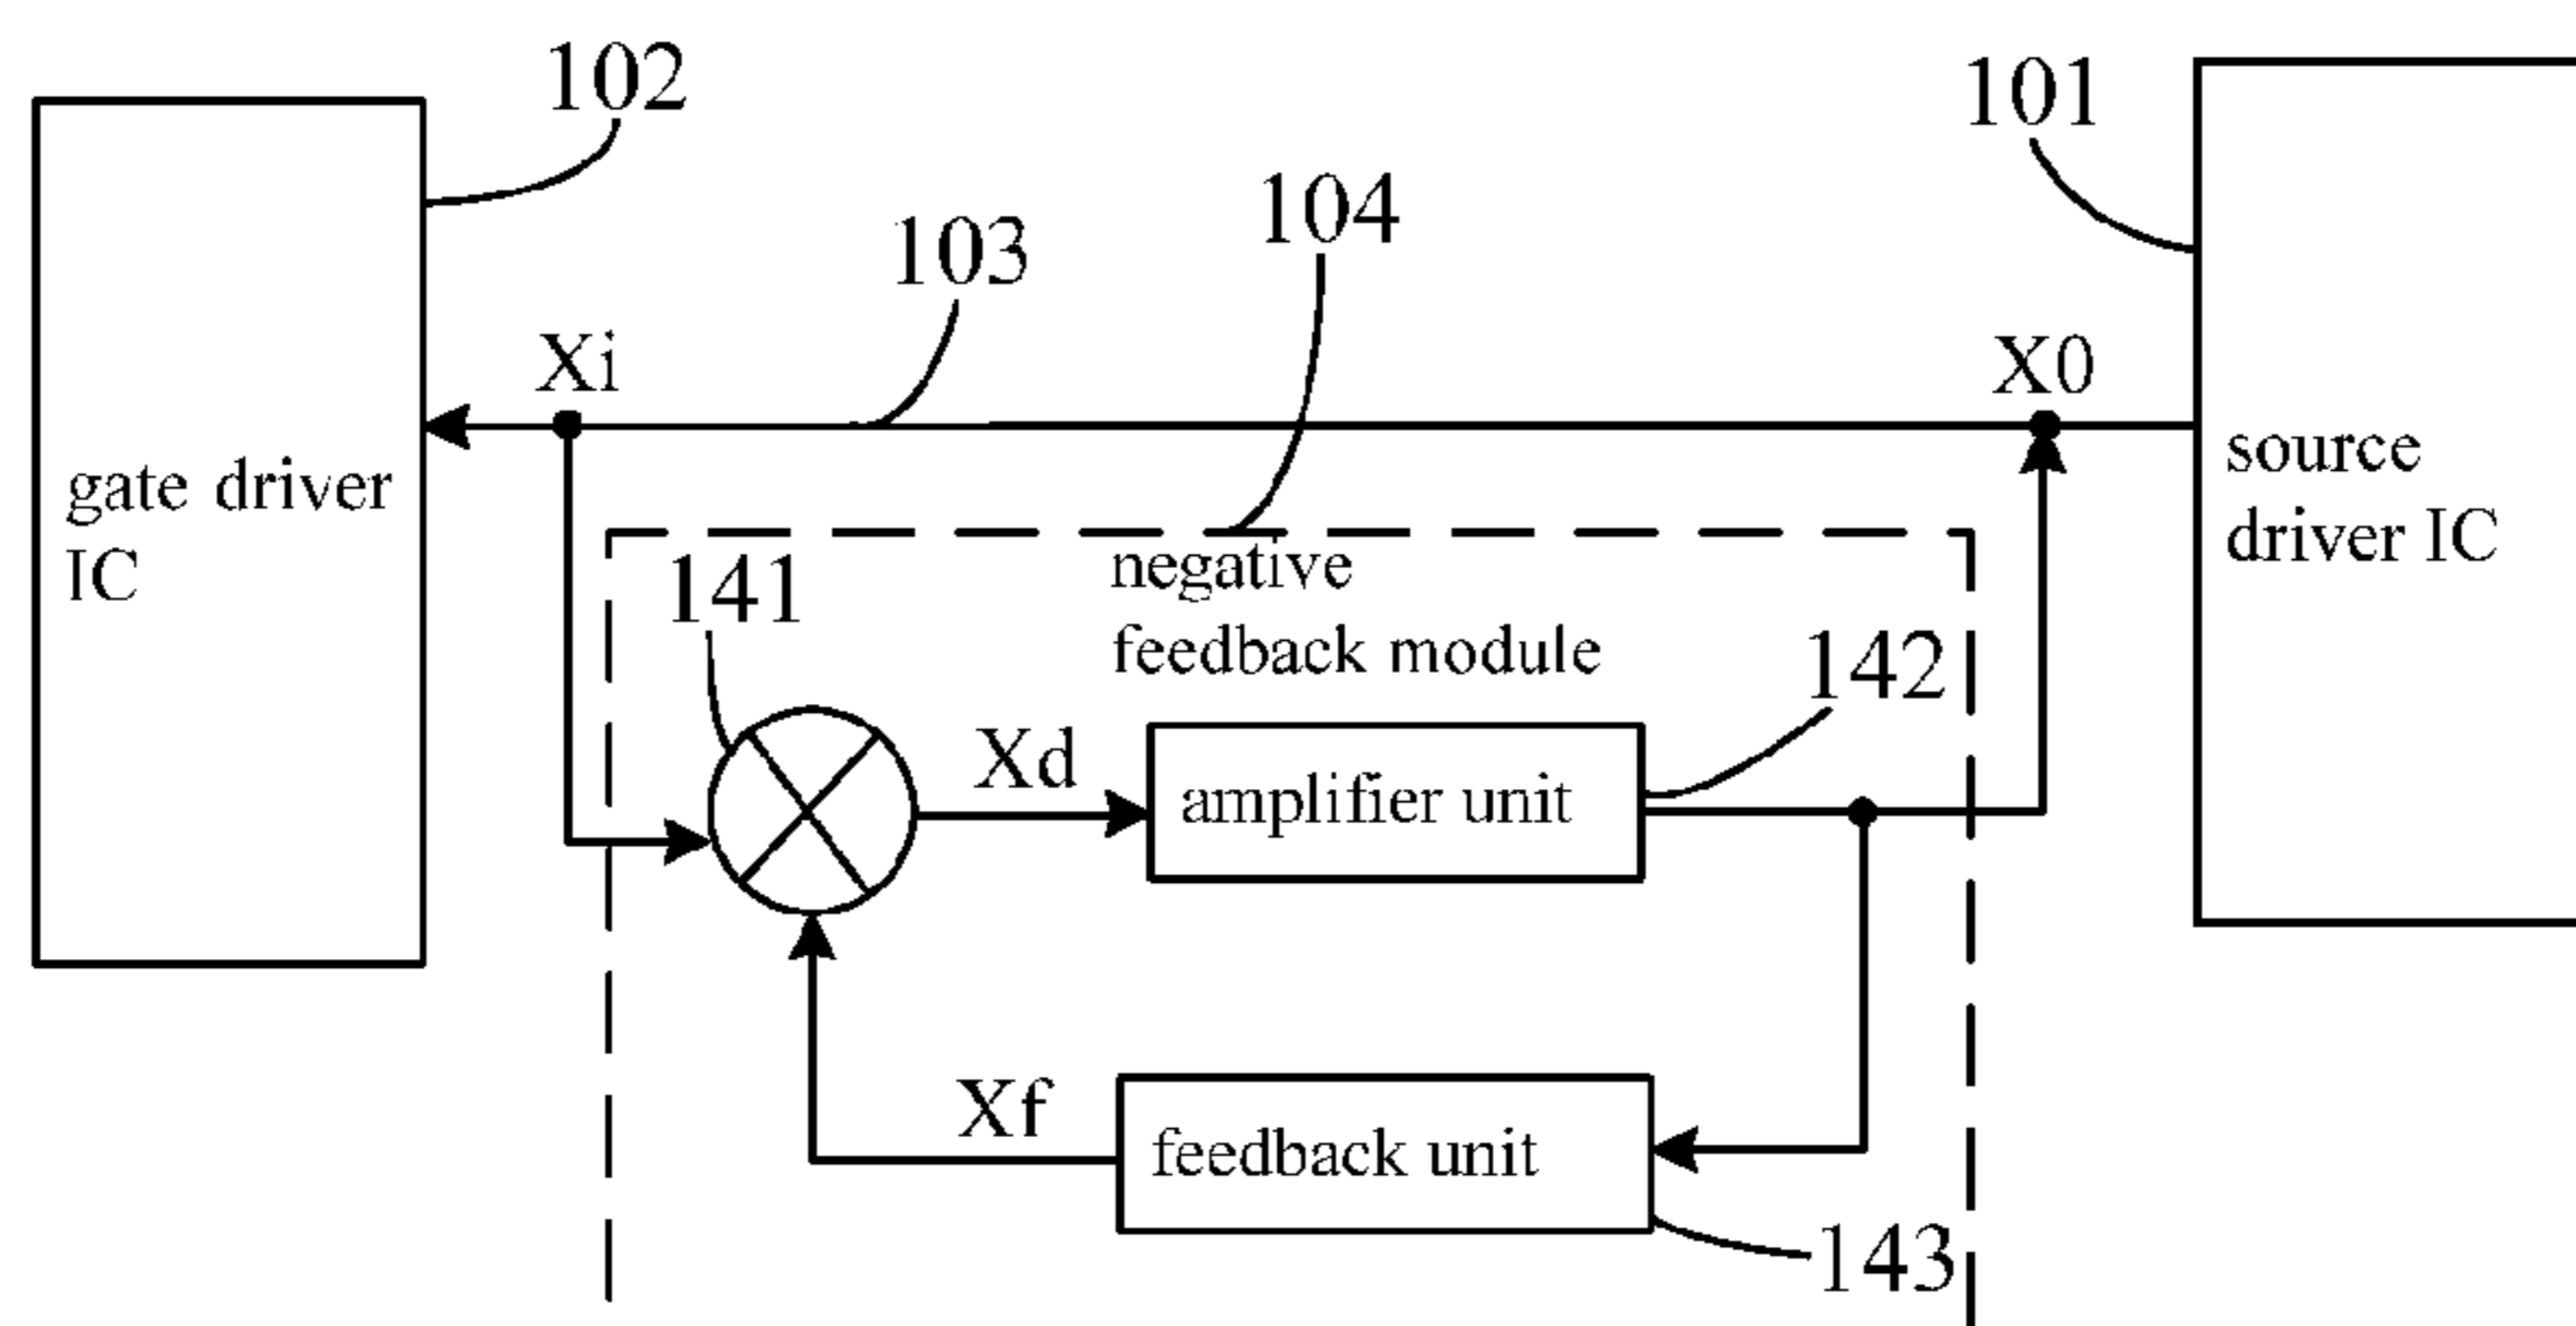 102
101
104
103
Xi
X0
gate driver
IC
source
driver IC
negative
feedback module
141
142
Xd
amplifier unit
Xf
feedback unit
143